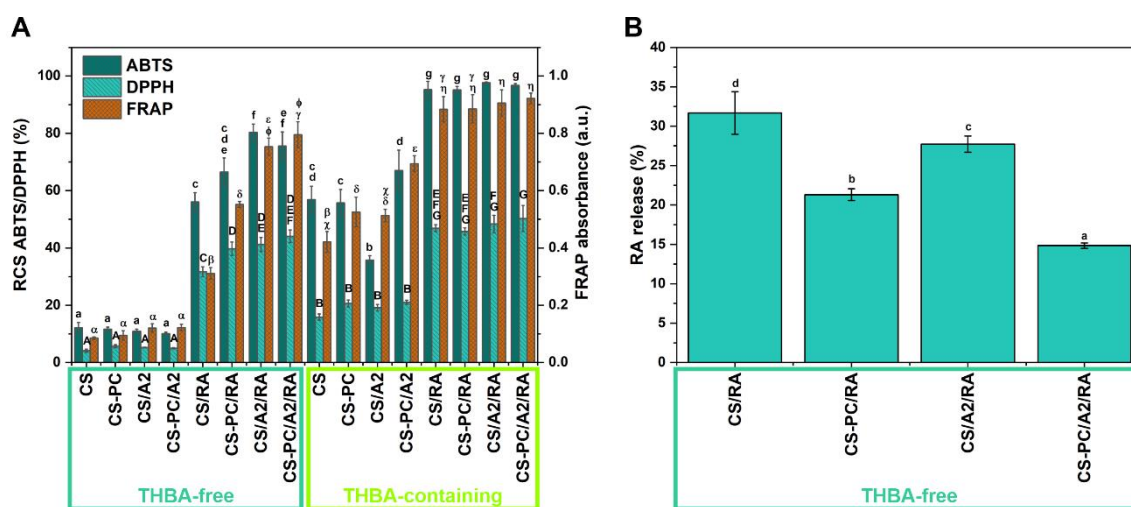 A
ABTS
DPPH
FRAP
RCS ABTS/DPPH (%)
100
80
60
40
20
0
FRAP absorbance (a.u.)
1.0
0.8
0.6
0.4
0.2
0.0
a
A
α
a
A
α
a
A
α
a
A
α
c
C
β
c
d
e
D
δ
f
D
E
ε
ϕ
e
f
D
E
F
ϕ
γ
d
c
B
β
χ
c
B
δ
b
B
χ
δ
d
B
ε
g
E
F
G
γ
η
g
E
F
G
γ
η
g
F
G
η
g
G
η
CS
CS-PC
CS/A2
CS-PC/A2
CS/RA
CS-PC/RA
CS/A2/RA
CS-PC/A2/RA
CS
CS-PC
CS/A2
CS-PC/A2
CS/RA
CS-PC/RA
CS/A2/RA
CS-PC/A2/RA
THBA-free
THBA-containing
B
RA release (%)
40
35
30
25
20
15
10
5
0
d
b
c
a
CS/RA
CS-PC/RA
CS/A2/RA
CS-PC/A2/RA
THBA-free